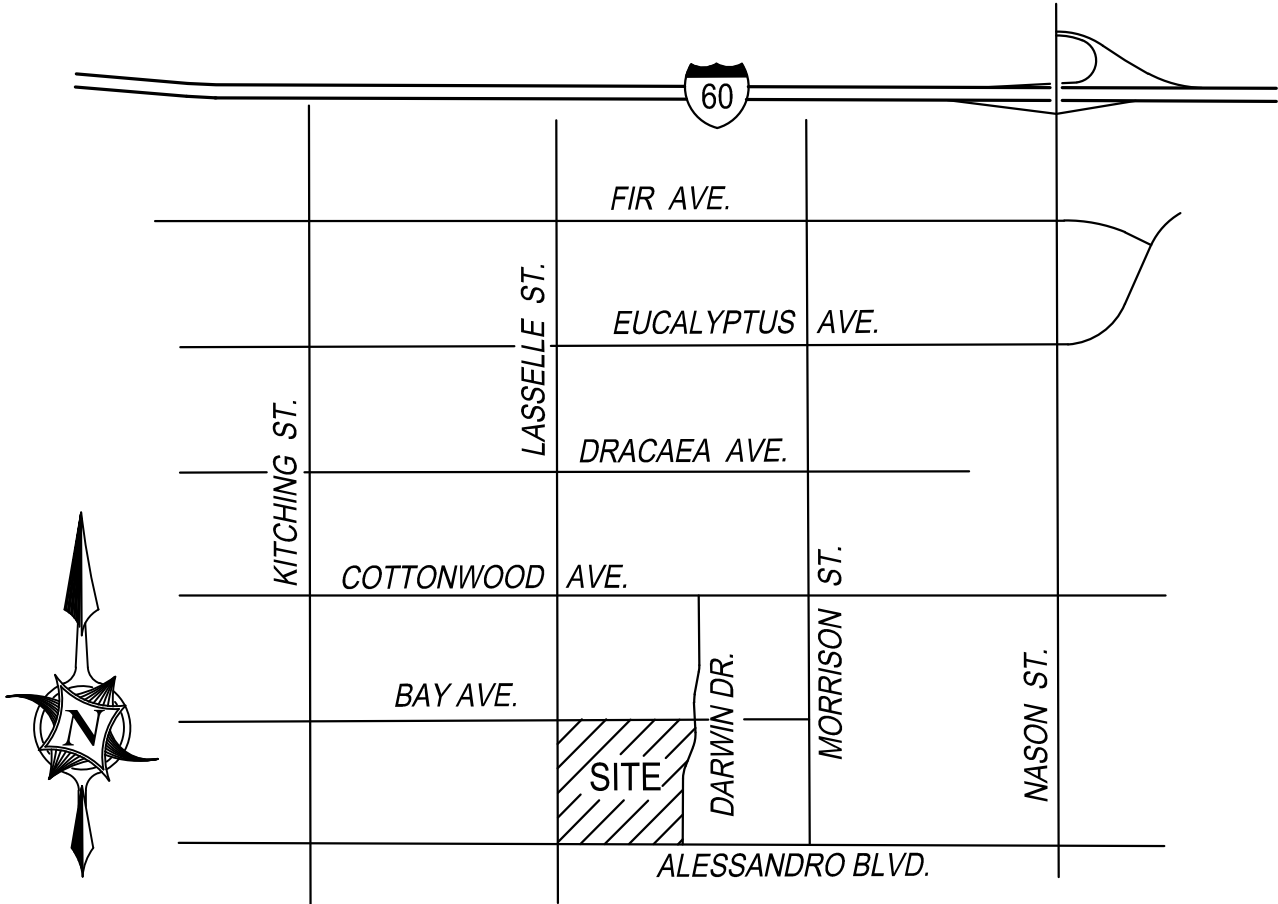 60
FIR AVE.
EUCALYPTUS AVE.
LASSELLE ST.
DRACAEA AVE.
KITCHING ST.
COTTONWOOD AVE.
MORRISON ST.
BAY AVE.
DARWIN DR.
NASON ST.
N
SITE
ALESSANDRO BLVD.